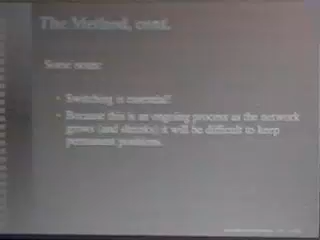 The Method, cont.
Some notes:
• Switching is essential!
• Because this is an ongoing process as the network
grows (and shrinks) it will be difficult to keep
permanent positions.